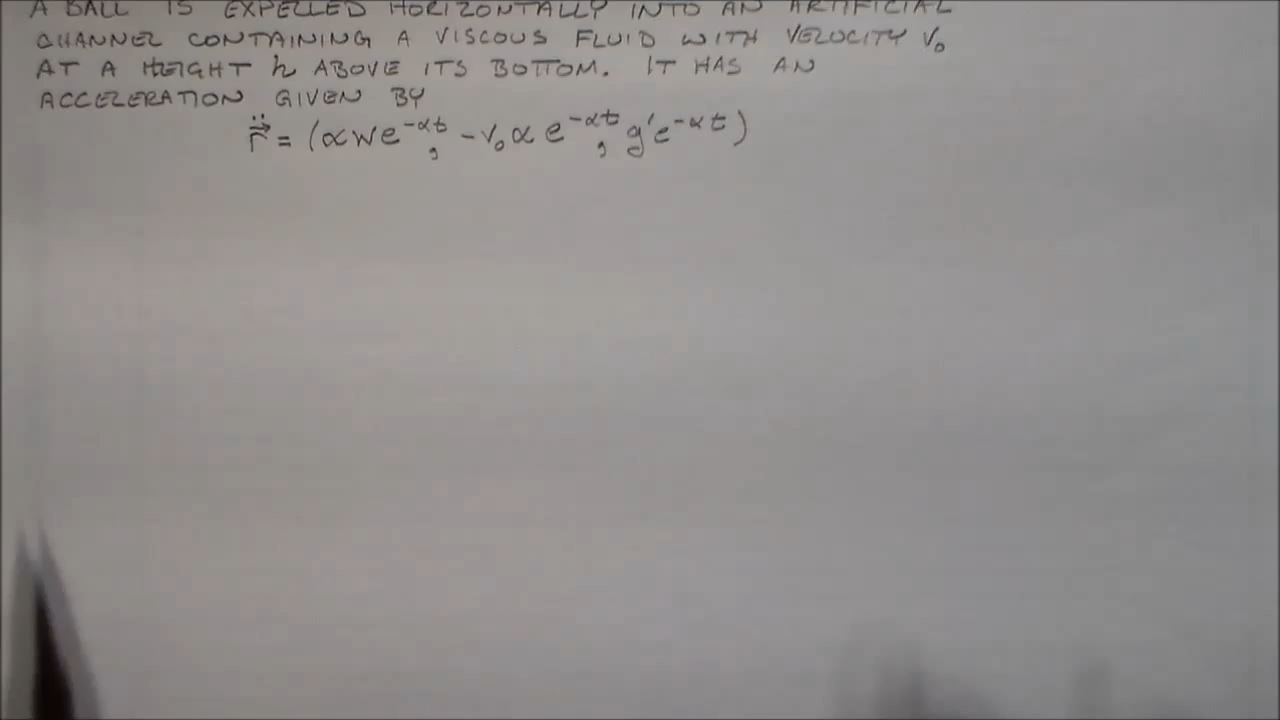 A BALL IS EXPELLED HORIZONTALLY INTO AN ARTIFICIAL
CHANNEL CONTAINING A VISCOUS FLUID WITH VELOCITY V₀
AT A HEIGHT h ABOVE ITS BOTTOM. IT HAS AN
ACCELERATION GIVEN BY
r⃗̈ = (αwe^{-αt}, -v₀αe^{-αt}, g'e^{-αt})